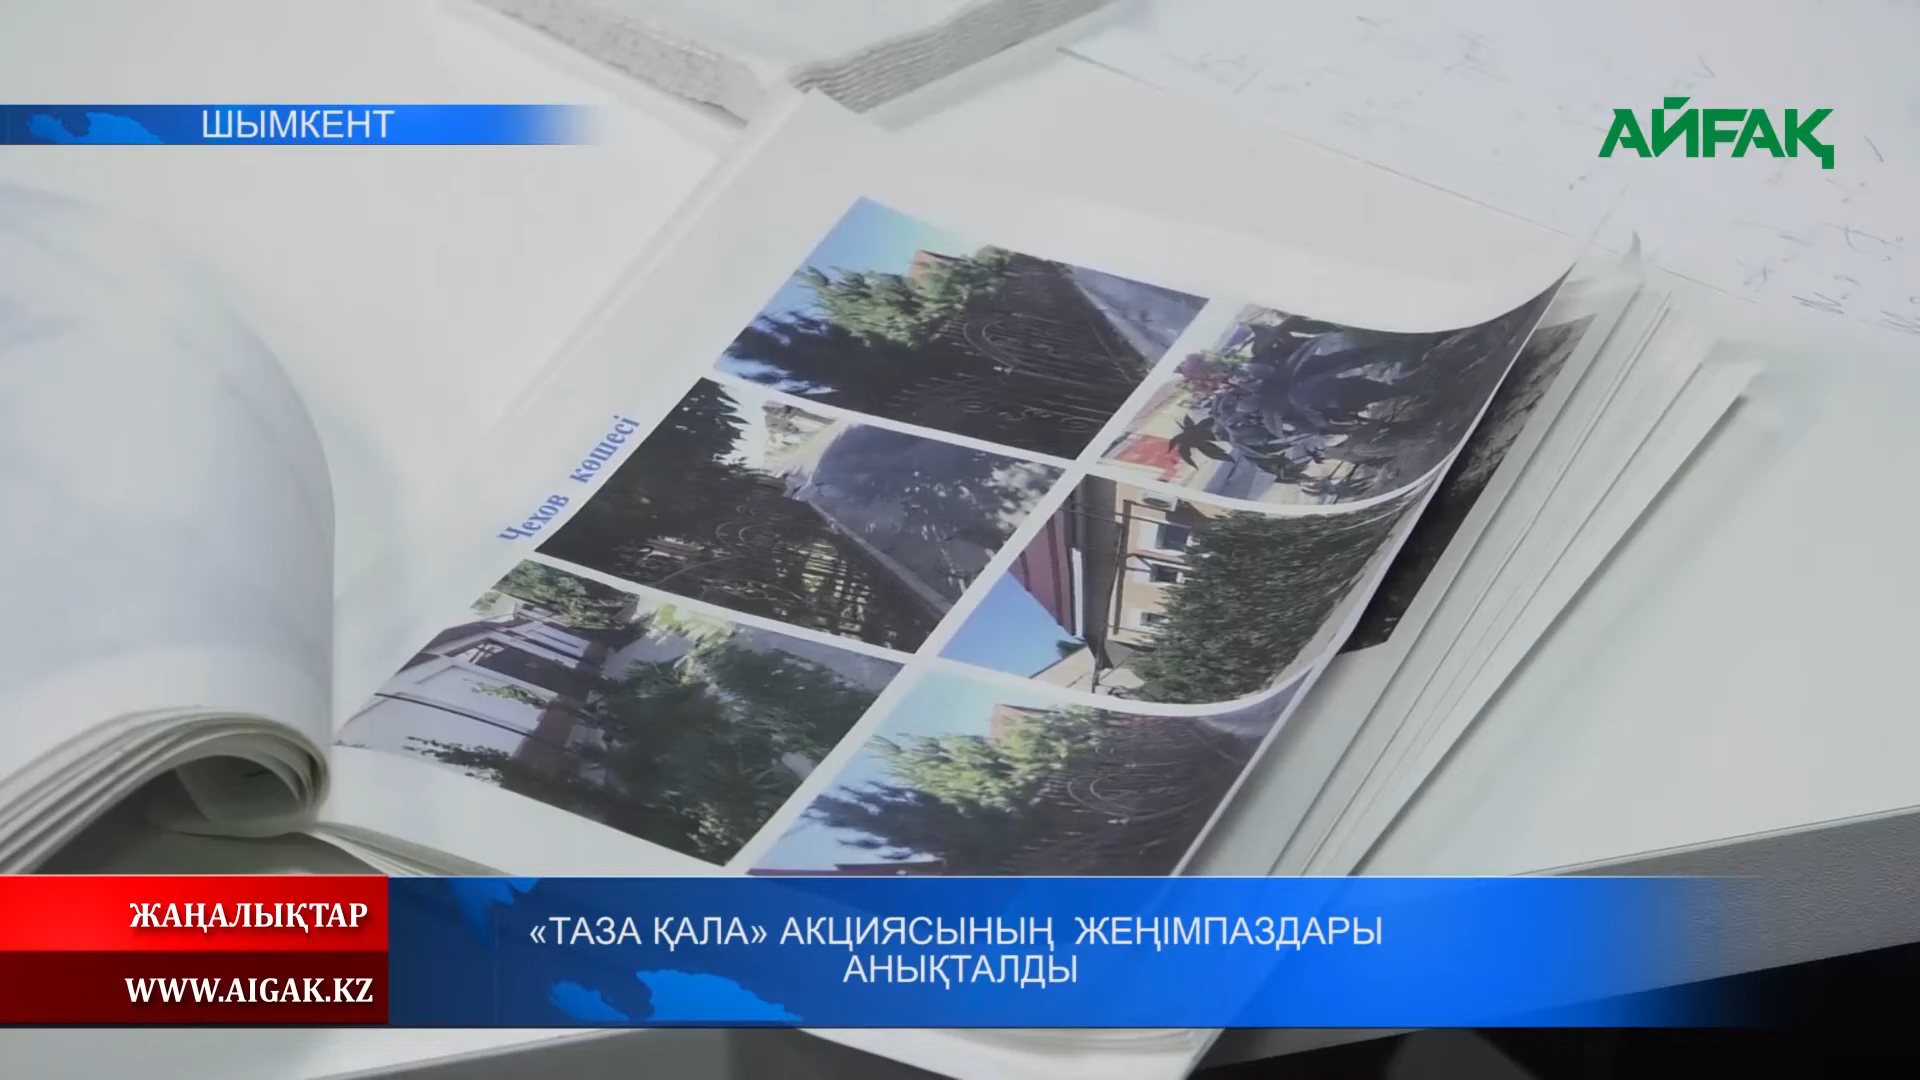 ШЫМКЕНТ
АЙҒАҚ
Чехов көшесі
ЖАҢАЛЫҚТАР
WWW.AIGAK.KZ
«ТАЗА ҚАЛА» АКЦИЯСЫНЫҢ ЖЕҢІМПАЗДАРЫ
АНЫҚТАЛДЫ